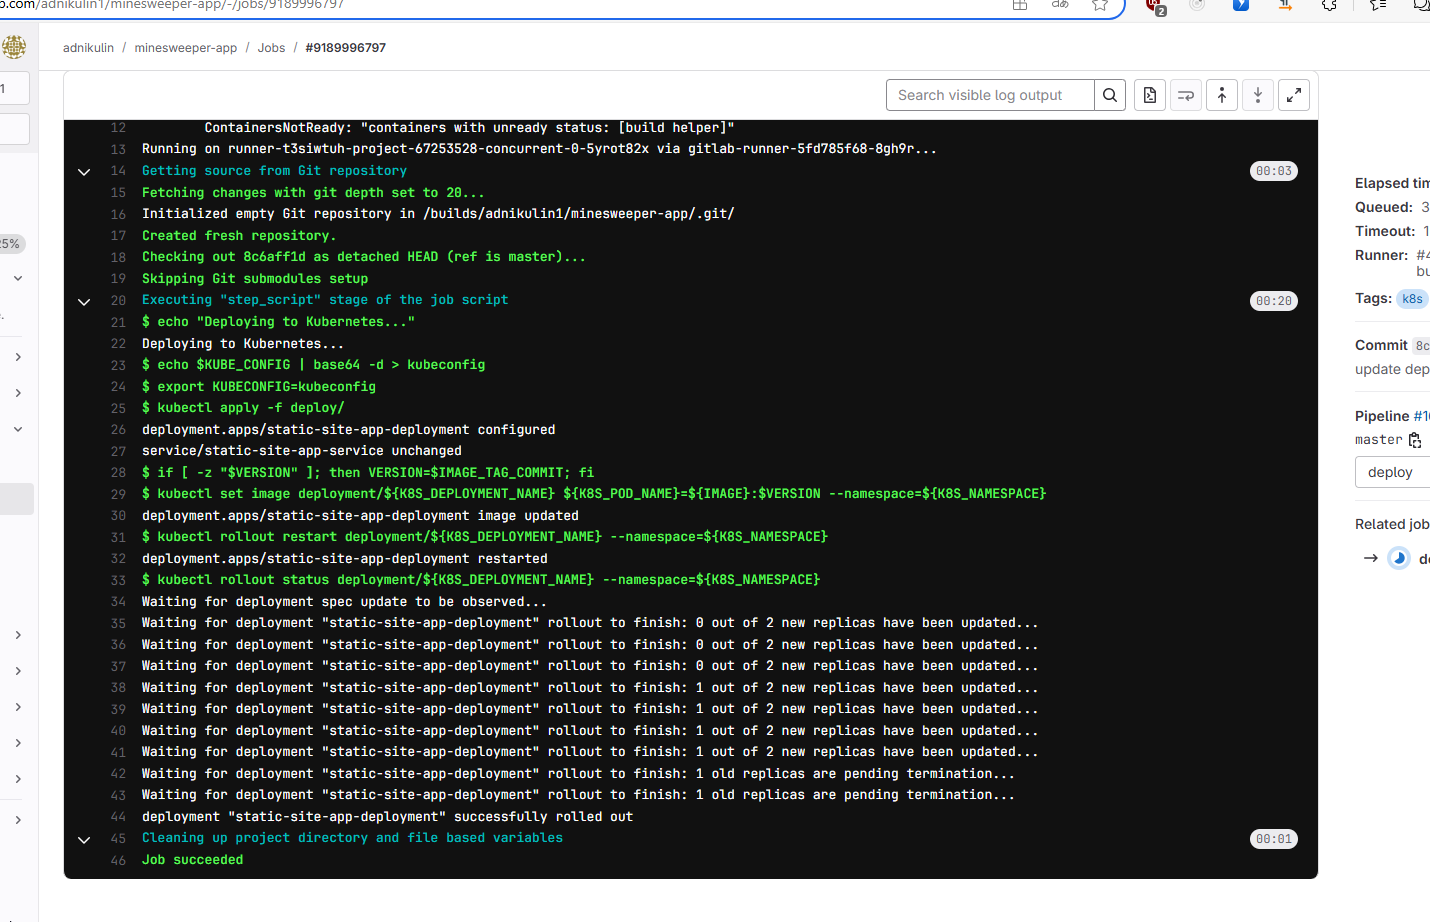 .com/adnikulin1/minesweeper-app/-/jobs/9189996797
2
adnikulin / minesweeper-app / Jobs / #9189996797
1
25%
Search visible log output
12 ContainersNotReady: "containers with unready status: [build helper]"
13 Running on runner-t3siwtuh-project-67253528-concurrent-0-5yrot82x via gitlab-runner-5fd785f68-8gh9r...
14 Getting source from Git repository 00:03
15 Fetching changes with git depth set to 20...
16 Initialized empty Git repository in /builds/adnikulin1/minesweeper-app/.git/
17 Created fresh repository.
18 Checking out 8c6aff1d as detached HEAD (ref is master)...
19 Skipping Git submodules setup
20 Executing "step_script" stage of the job script 00:20
21 $ echo "Deploying to Kubernetes..."
22 Deploying to Kubernetes...
23 $ echo $KUBE_CONFIG | base64 -d > kubeconfig
24 $ export KUBECONFIG=kubeconfig
25 $ kubectl apply -f deploy/
26 deployment.apps/static-site-app-deployment configured
27 service/static-site-app-service unchanged
28 $ if [ -z "$VERSION" ]; then VERSION=$IMAGE_TAG_COMMIT; fi
29 $ kubectl set image deployment/${K8S_DEPLOYMENT_NAME} ${K8S_POD_NAME}=${IMAGE}:$VERSION --namespace=${K8S_NAMESPACE}
30 deployment.apps/static-site-app-deployment image updated
31 $ kubectl rollout restart deployment/${K8S_DEPLOYMENT_NAME} --namespace=${K8S_NAMESPACE}
32 deployment.apps/static-site-app-deployment restarted
33 $ kubectl rollout status deployment/${K8S_DEPLOYMENT_NAME} --namespace=${K8S_NAMESPACE}
34 Waiting for deployment spec update to be observed...
35 Waiting for deployment "static-site-app-deployment" rollout to finish: 0 out of 2 new replicas have been updated...
36 Waiting for deployment "static-site-app-deployment" rollout to finish: 0 out of 2 new replicas have been updated...
37 Waiting for deployment "static-site-app-deployment" rollout to finish: 0 out of 2 new replicas have been updated...
38 Waiting for deployment "static-site-app-deployment" rollout to finish: 1 out of 2 new replicas have been updated...
39 Waiting for deployment "static-site-app-deployment" rollout to finish: 1 out of 2 new replicas have been updated...
40 Waiting for deployment "static-site-app-deployment" rollout to finish: 1 out of 2 new replicas have been updated...
41 Waiting for deployment "static-site-app-deployment" rollout to finish: 1 out of 2 new replicas have been updated...
42 Waiting for deployment "static-site-app-deployment" rollout to finish: 1 old replicas are pending termination...
43 Waiting for deployment "static-site-app-deployment" rollout to finish: 1 old replicas are pending termination...
44 deployment "static-site-app-deployment" successfully rolled out
45 Cleaning up project directory and file based variables 00:01
46 Job succeeded
Elapsed tim
Queued: 3
Timeout: 1
Runner: #4
bu
Tags: k8s
Commit 8c
update dep
Pipeline #1
master
deploy
Related job
→ de